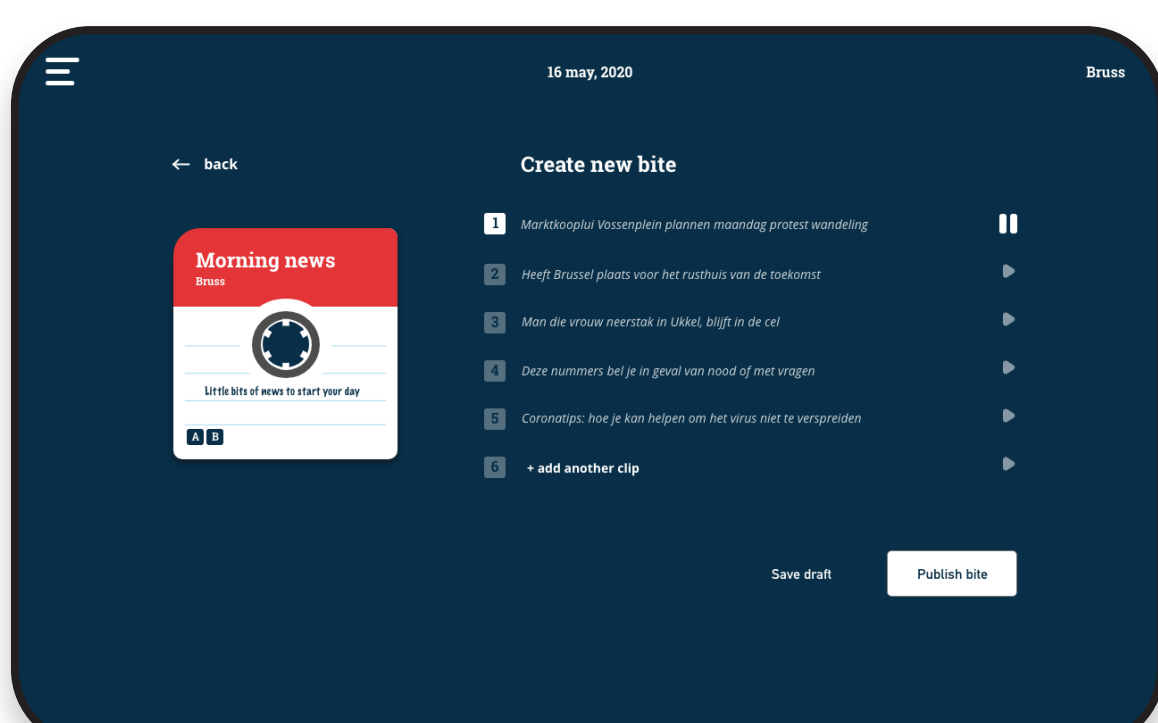 16 may, 2020
Bruss
back
Create new bite
Morning news
Bruss
Little bits of news to start your day
A B
1 Marktkooplui Vossenplein plannen maandag protest wandeling
2 Heeft Brussel plaats voor het rusthuis van de toekomst
3 Man die vrouw neerstak in Ukkel, blijft in de cel
4 Deze nummers bel je in geval van nood of met vragen
5 Coronatips: hoe je kan helpen om het virus niet te verspreiden
6 + add another clip
Save draft
Publish bite